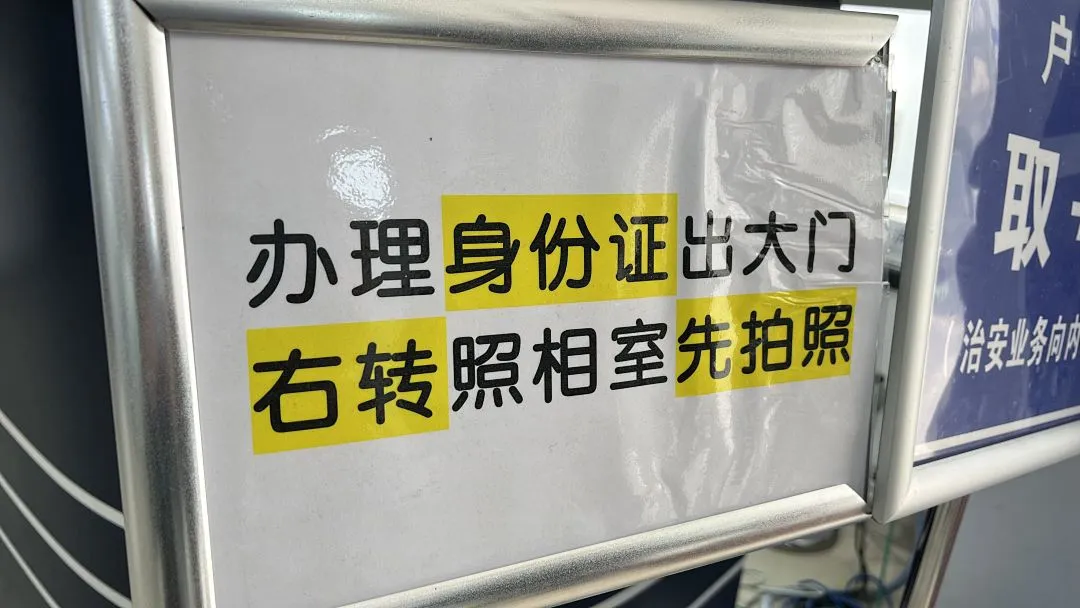 办理身份证出大门
右转照相室先拍照
户
取
治安业务向内